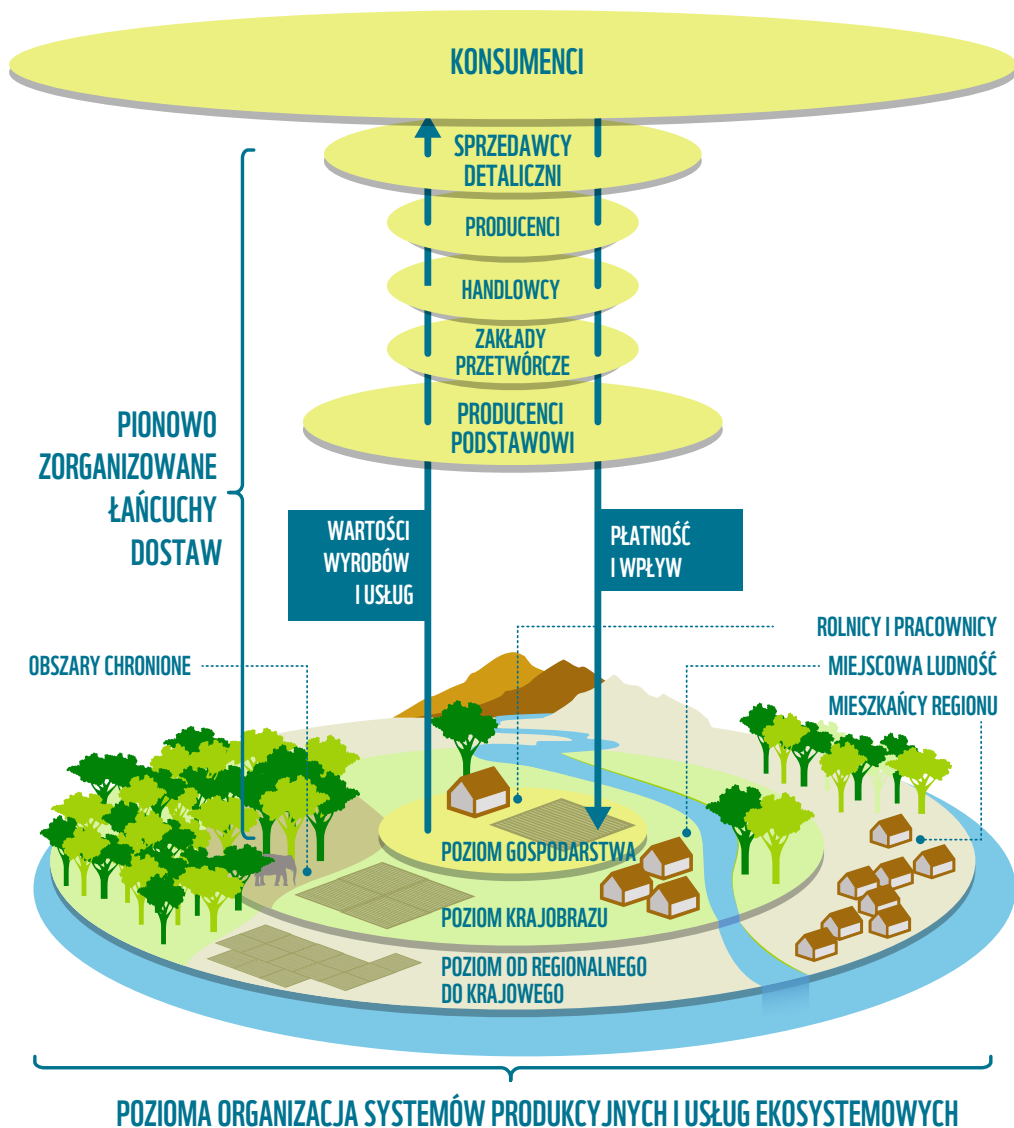 KONSUMENCI
SPRZEDAWCY
DETALICZNI
PRODUCENCI
HANDLOWCY
ZAKŁADY
PRZETWÓRCZE
PRODUCENCI
PODSTAWOWI
PIONOWO
ZORGANIZOWANE
ŁAŃCUCHY
DOSTAW
WARTOŚCI
WYROBÓW
I USŁUG
PŁATNOŚĆ
I WPŁYW
ROLNICY I PRACOWNICY
OBSZARY CHRONIONE
MIEJSCOWA LUDNOŚĆ
MIESZKAŃCY REGIONU
POZIOM GOSPODARSTWA
POZIOM KRAJOBRAZU
POZIOM OD REGIONALNEGO
DO KRAJOWEGO
POZIOMA ORGANIZACJA SYSTEMÓW PRODUKCYJNYCH I USŁUG EKOSYSTEMOWYCH